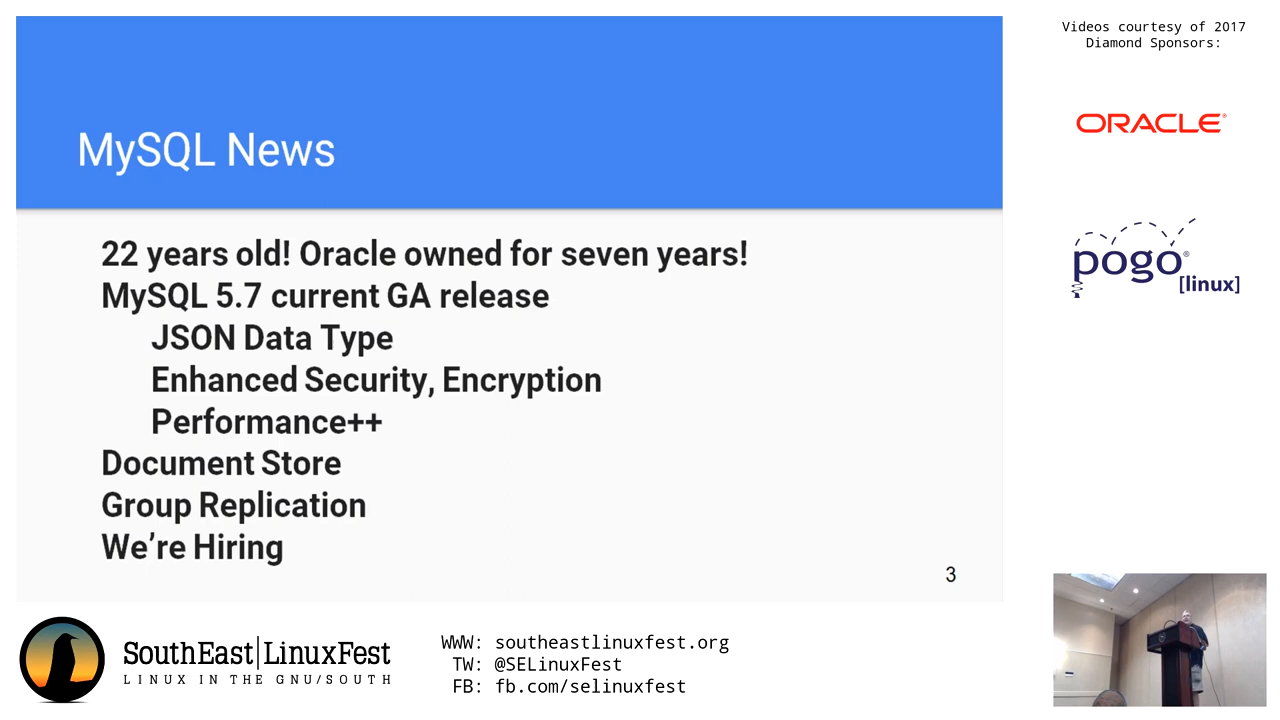 MySQL News
22 years old! Oracle owned for seven years!
MySQL 5.7 current GA release
JSON Data Type
Enhanced Security, Encryption
Performance++
Document Store
Group Replication
We’re Hiring
3
Videos courtesy of 2017
Diamond Sponsors:
ORACLE®
pogo®
[linux]
SouthEast|LinuxFest
LINUX IN THE GNU/SOUTH
WWW: southeastlinuxfest.org
TW: @SELinuxFest
FB: fb.com/selinuxfest